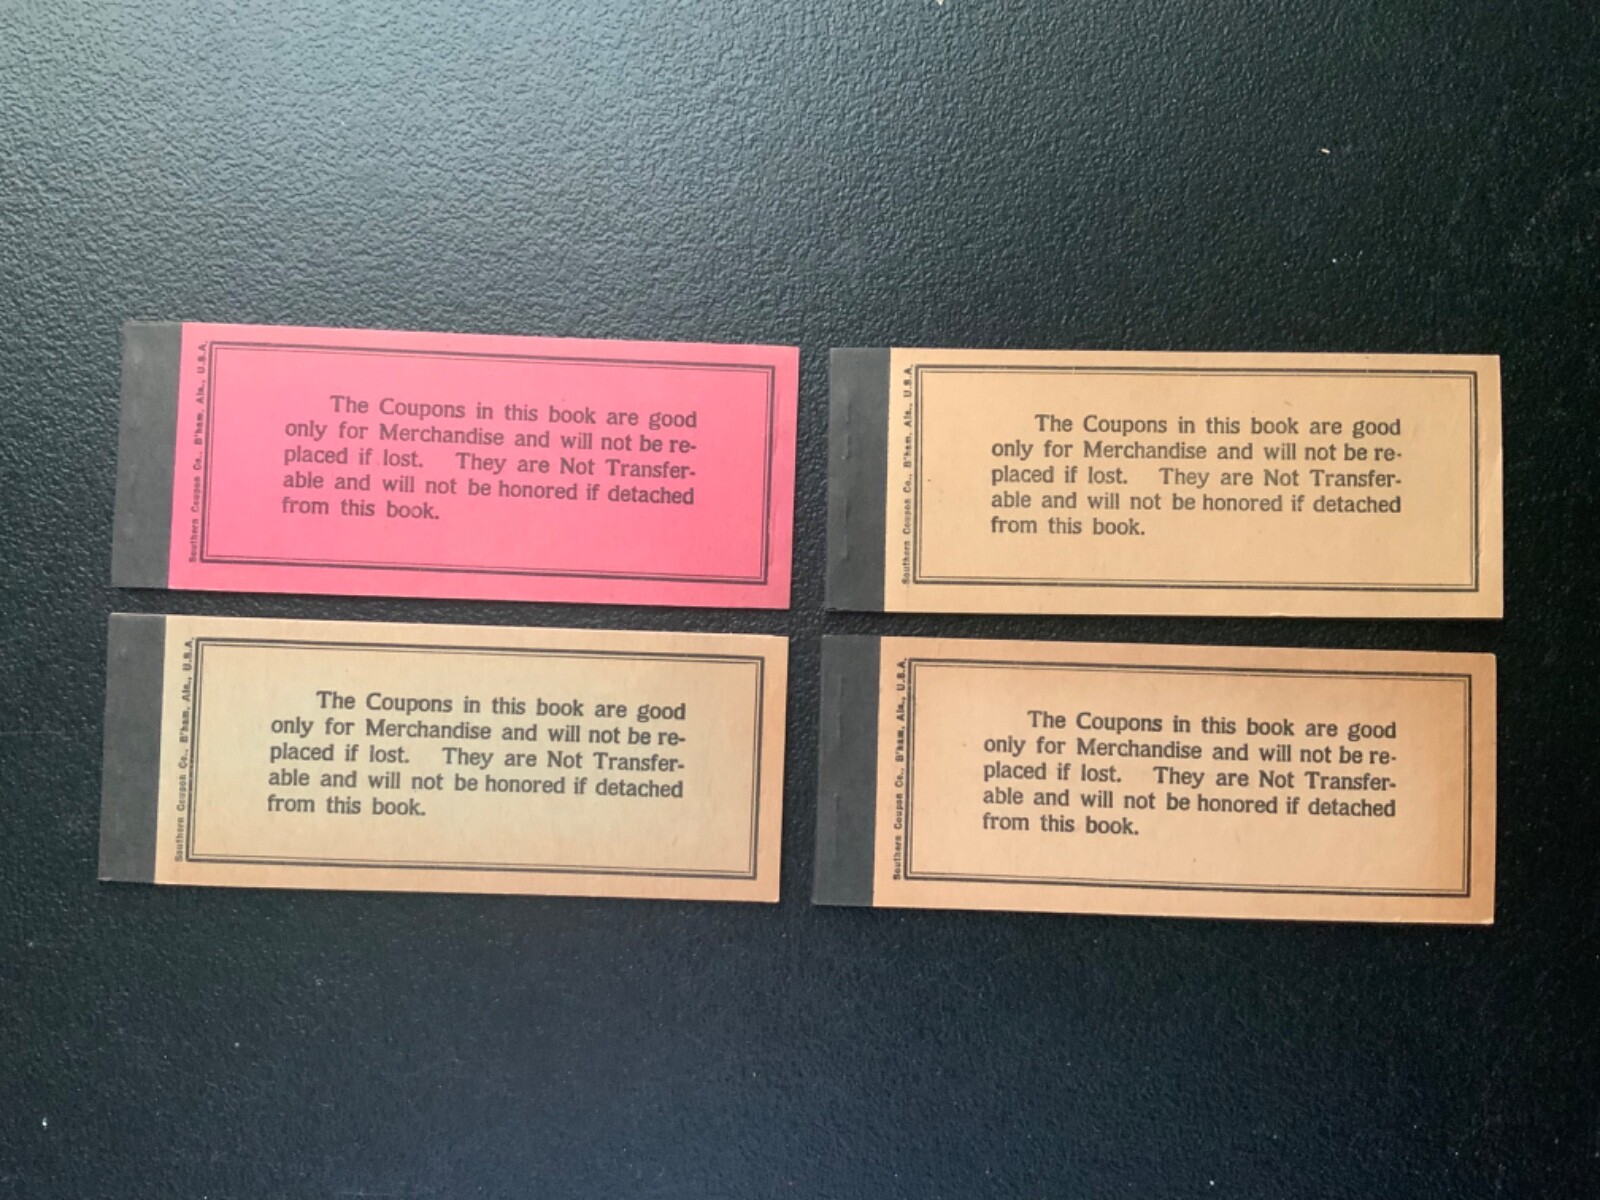 Southern Coupon Co., B'ham, Ala., U.S.A.
The Coupons in this book are good
only for Merchandise and will not be re-
placed if lost. They are Not Transfer-
able and will not be honored if detached
from this book.
Southern Coupon Co., B'ham, Ala., U.S.A.
The Coupons in this book are good
only for Merchandise and will not be re-
placed if lost. They are Not Transfer-
able and will not be honored if detached
from this book.
Southern Coupon Co., B'ham, Ala., U.S.A.
The Coupons in this book are good
only for Merchandise and will not be re-
placed if lost. They are Not Transfer-
able and will not be honored if detached
from this book.
Southern Coupon Co., B'ham, Ala., U.S.A.
The Coupons in this book are good
only for Merchandise and will not be re-
placed if lost. They are Not Transfer-
able and will not be honored if detached
from this book.